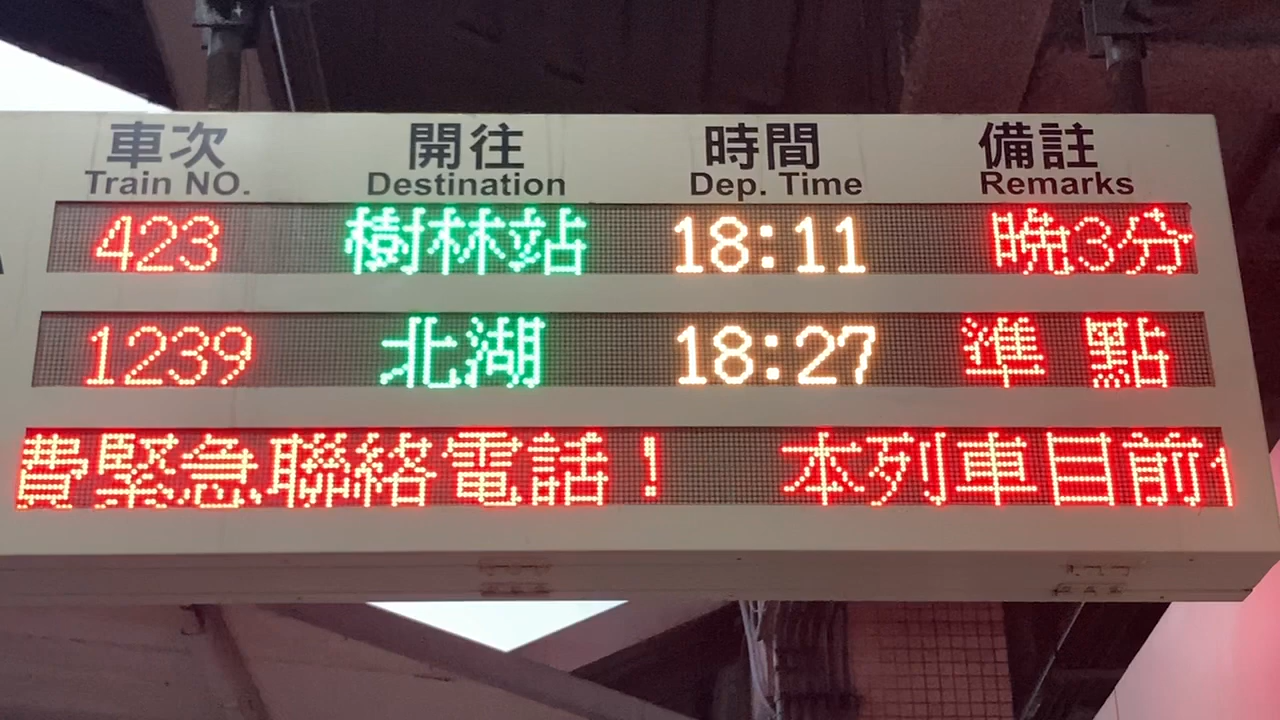 車次 開往 時間 備註
Train NO. Destination Dep. Time Remarks
423 樹林站 18:11 晚3分
1239 北湖 18:27 準 點
費緊急聯絡電話! 本列車目前